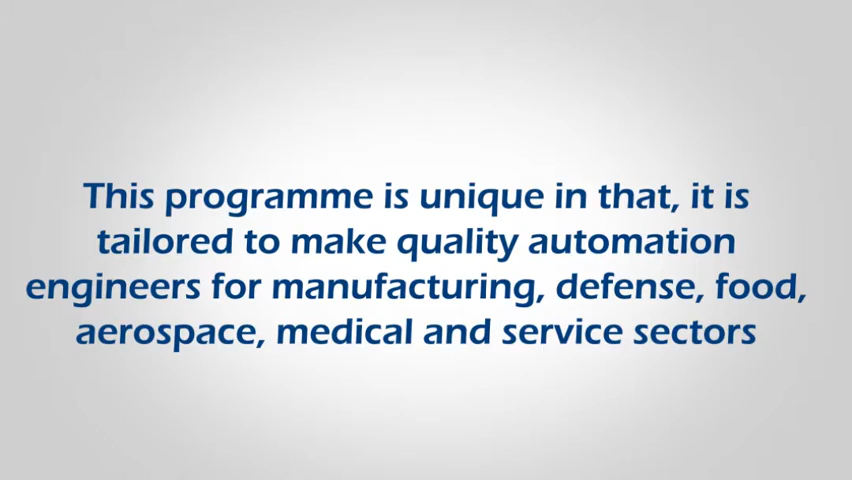 This programme is unique in that, it is
tailored to make quality automation
engineers for manufacturing, defense, food,
aerospace, medical and service sectors